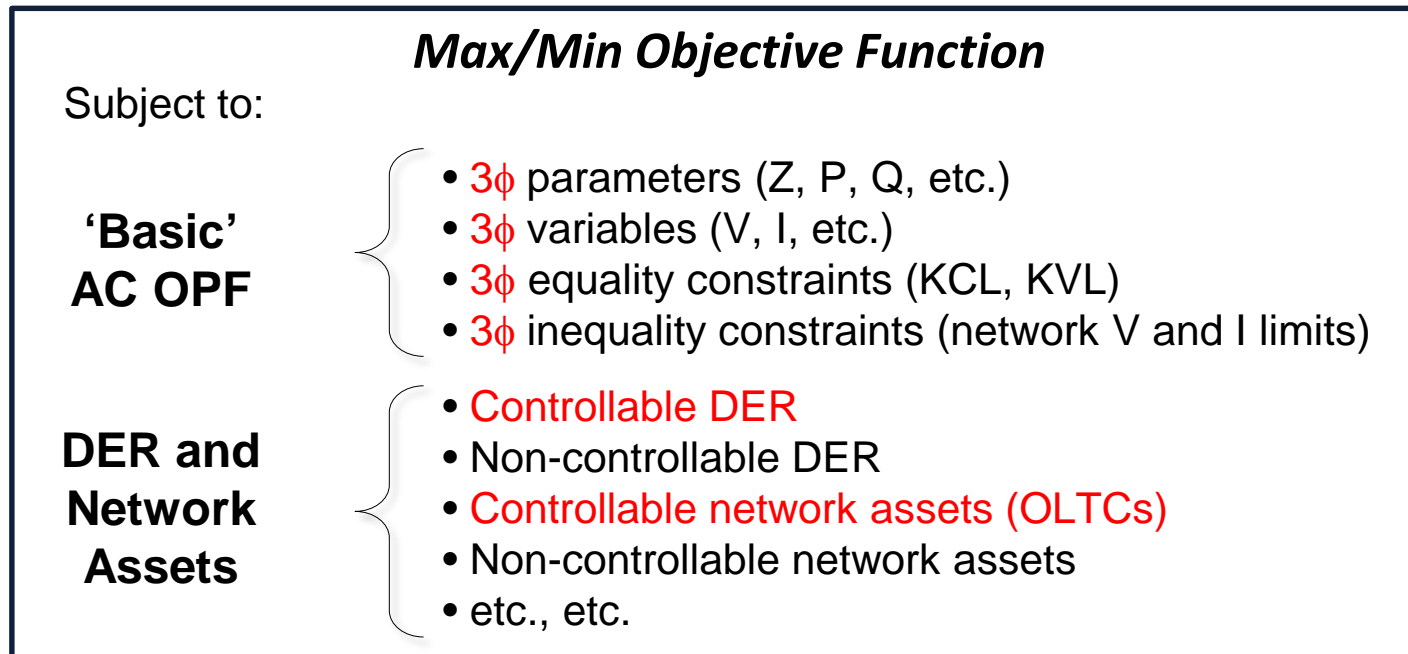 Max/Min Objective Function
Subject to:
‘Basic’
AC OPF
• 3ϕ parameters (Z, P, Q, etc.)
• 3ϕ variables (V, I, etc.)
• 3ϕ equality constraints (KCL, KVL)
• 3ϕ inequality constraints (network V and I limits)
DER and
Network
Assets
• Controllable DER
• Non-controllable DER
• Controllable network assets (OLTCs)
• Non-controllable network assets
• etc., etc.